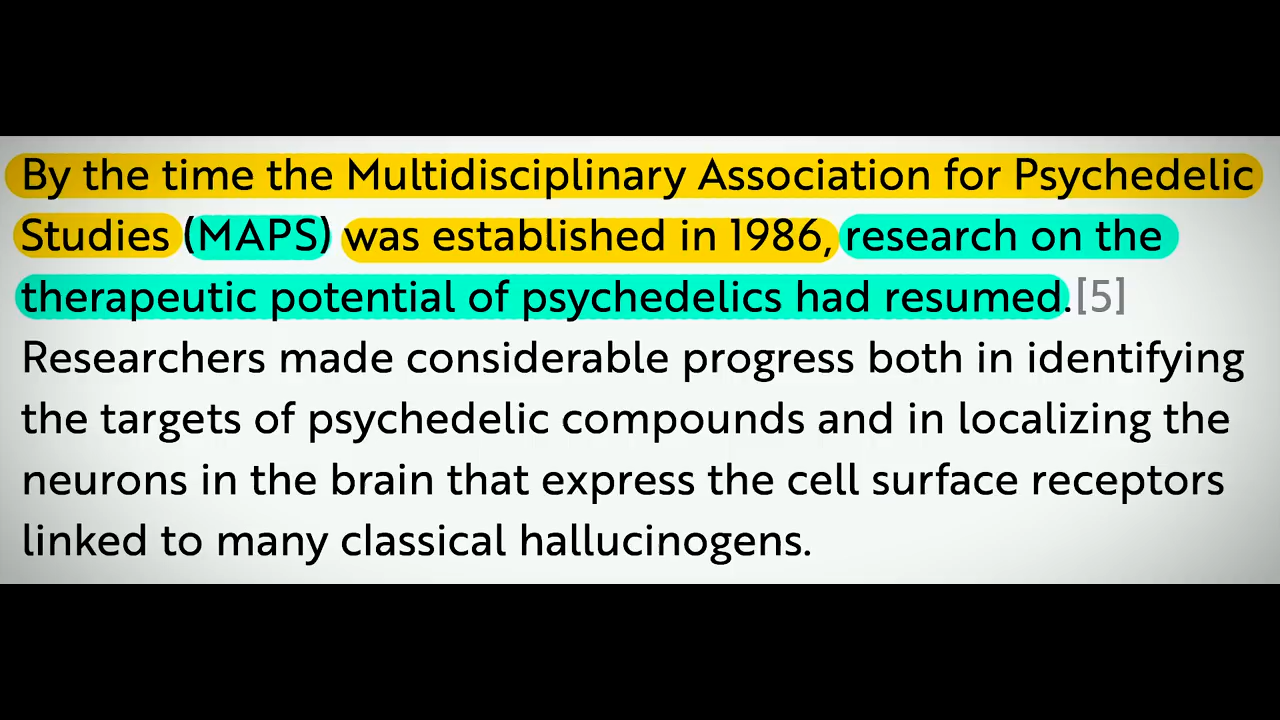 By the time the Multidisciplinary Association for Psychedelic
Studies (MAPS) was established in 1986, research on the
therapeutic potential of psychedelics had resumed.[5]
Researchers made considerable progress both in identifying
the targets of psychedelic compounds and in localizing the
neurons in the brain that express the cell surface receptors
linked to many classical hallucinogens.